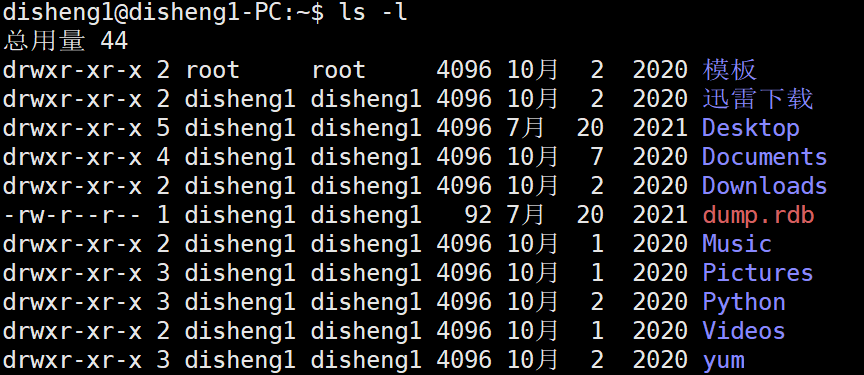 disheng1@disheng1-PC:~$ ls -l
总用量 44
drwxr-xr-x 2 root     root     4096 10月  2  2020 模板
drwxr-xr-x 2 disheng1 disheng1 4096 10月  2  2020 迅雷下载
drwxr-xr-x 5 disheng1 disheng1 4096 7月  20  2021 Desktop
drwxr-xr-x 4 disheng1 disheng1 4096 10月  7  2020 Documents
drwxr-xr-x 2 disheng1 disheng1 4096 10月  2  2020 Downloads
-rw-r--r-- 1 disheng1 disheng1   92 7月  20  2021 dump.rdb
drwxr-xr-x 2 disheng1 disheng1 4096 10月  1  2020 Music
drwxr-xr-x 3 disheng1 disheng1 4096 10月  1  2020 Pictures
drwxr-xr-x 3 disheng1 disheng1 4096 10月  2  2020 Python
drwxr-xr-x 2 disheng1 disheng1 4096 10月  1  2020 Videos
drwxr-xr-x 3 disheng1 disheng1 4096 10月  2  2020 yum